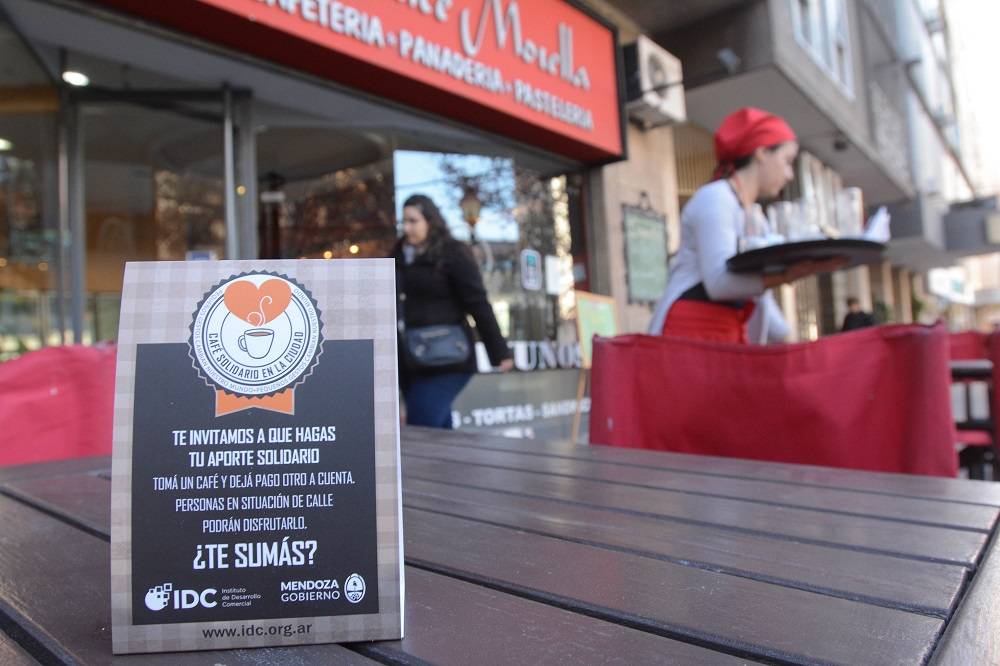 Morella
CAFETERIA • PANADERIA • PASTELERIA
CAFÉ SOLIDARIO EN LA CIUDAD
TE INVITAMOS A QUE HAGAS
TU APORTE SOLIDARIO
TOMÁ UN CAFÉ Y DEJÁ PAGO OTRO A CUENTA.
PERSONAS EN SITUACIÓN DE CALLE
PODRÁN DISFRUTARLO.
¿TE SUMÁS?
IDC Instituto
de Desarrollo
Comercial
MENDOZA
GOBIERNO
www.idc.org.ar
- TORTAS -